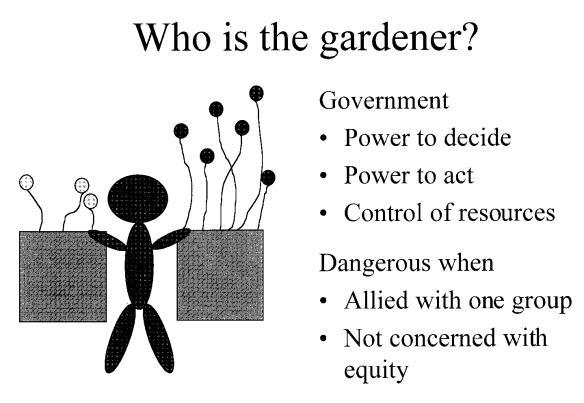 Who is the gardener?
Government
• Power to decide
• Power to act
• Control of resources
Dangerous when
• Allied with one group
• Not concerned with
equity